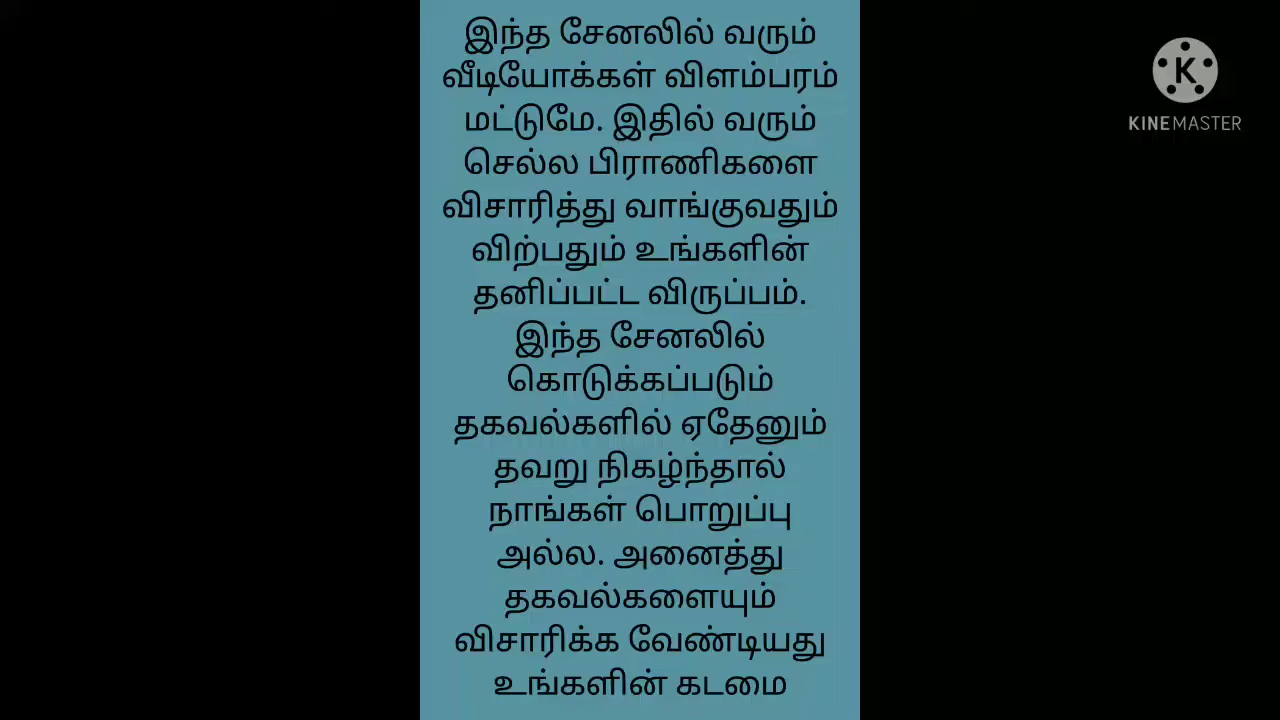 இந்த சேனலில் வரும்
வீடியோக்கள் விளம்பரம்
மட்டுமே. இதில் வரும்
செல்ல பிராணிகளை
விசாரித்து வாங்குவதும்
விற்பதும் உங்களின்
தனிப்பட்ட விருப்பம்.
இந்த சேனலில்
கொடுக்கப்படும்
தகவல்களில் ஏதேனும்
தவறு நிகழ்ந்தால்
நாங்கள் பொறுப்பு
அல்ல. அனைத்து
தகவல்களையும்
விசாரிக்க வேண்டியது
உங்களின் கடமை
K
KINEMASTER